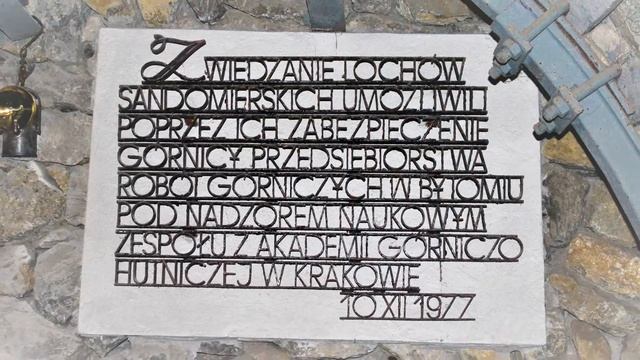 ZWIEDZANIE LOCHÓW
SANDOMIERSKICH UMOŻLIWILI
POPRZEZ ICH ZABEZPIECZENIE
GÓRNICY PRZEDSIĘBIORSTWA
ROBÓT GÓRNICZYCH W BYTOMIU
POD NADZOREM NAUKOWYM
ZESPOŁU Z AKADEMII GÓRNICZO
HUTNICZEJ W KRAKOWIE
10 XII 1977